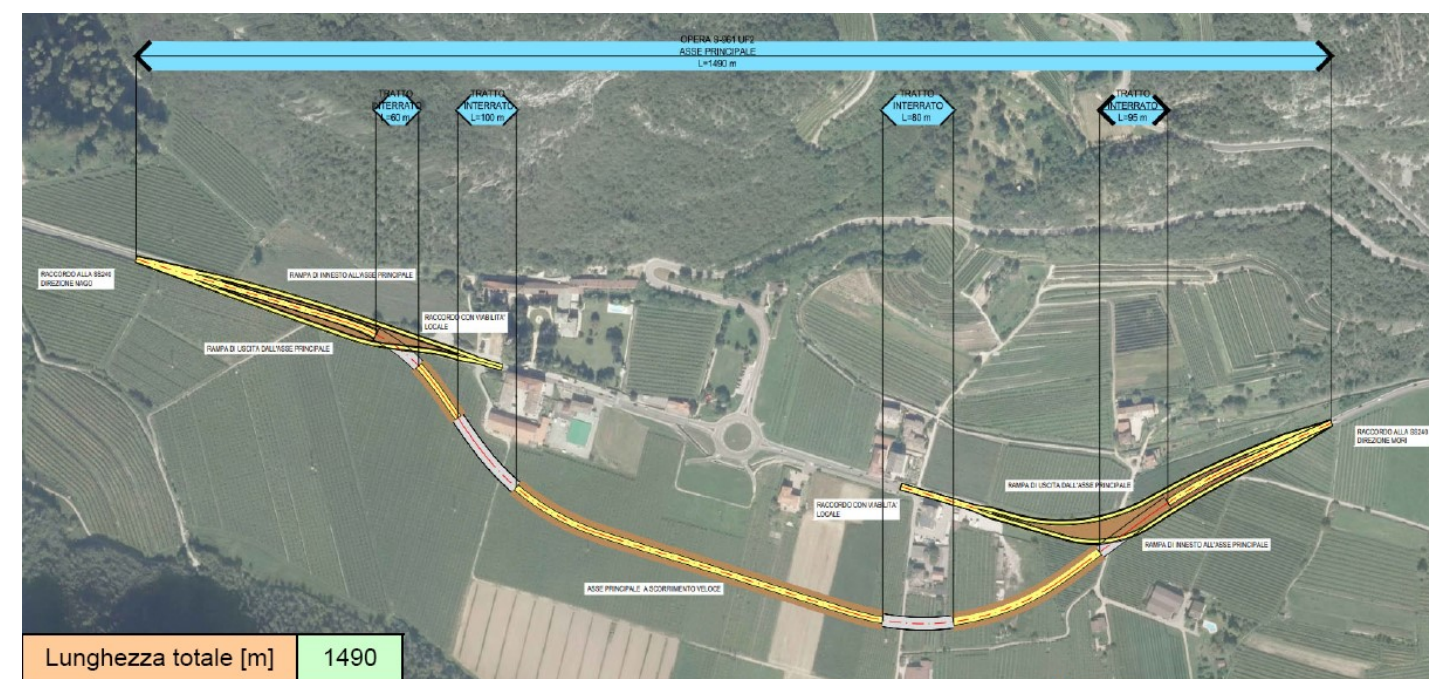 OPERA S-661 UF2
ASSE PRINCIPALE
L=1490 m
TRATTO
INTERRATO
L=60 m
TRATTO
INTERRATO
L=100 m
TRATTO
INTERRATO
L=80 m
TRATTO
INTERRATO
L=95 m
RACCORDO ALLA SS240
DIREZIONE NAGO
RAMPA DI INNESTO ALL'ASSE PRINCIPALE
RACCORDO CON VIABILITA'
LOCALE
RAMPA DI USCITA DALL'ASSE PRINCIPALE
RACCORDO ALLA SS240
DIREZIONE MORI
RAMPA DI USCITA DALL'ASSE PRINCIPALE
RACCORDO CON VIABILITA'
LOCALE
RAMPA DI INNESTO ALL'ASSE PRINCIPALE
ASSE PRINCIPALE A SCORRIMENTO VELOCE
Lunghezza totale [m] 1490